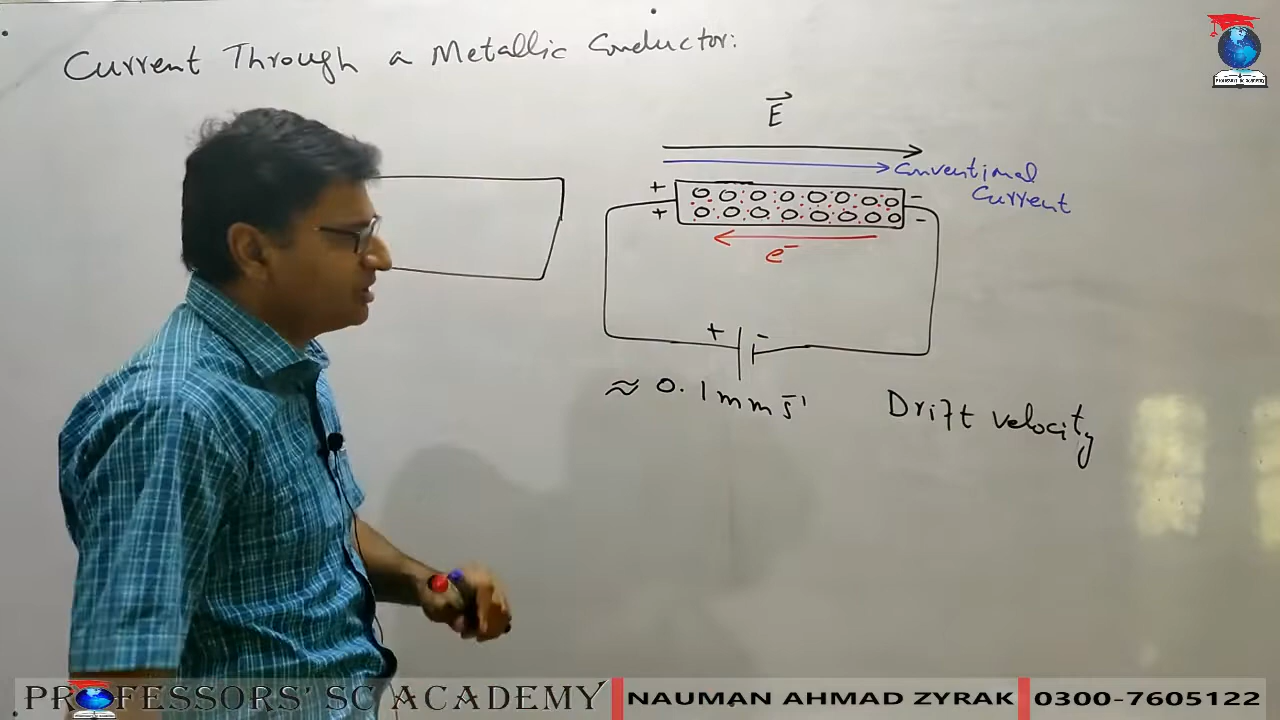 Current Through a Metallic Conductor:
E
Conventional
Current
+ −
+ −
e⁻
+ −
≈ 0.1 mm s⁻¹
Drift velocity
PROFESSORS' SC ACADEMY
NAUMAN AHMAD ZYRAK
0300-7605122